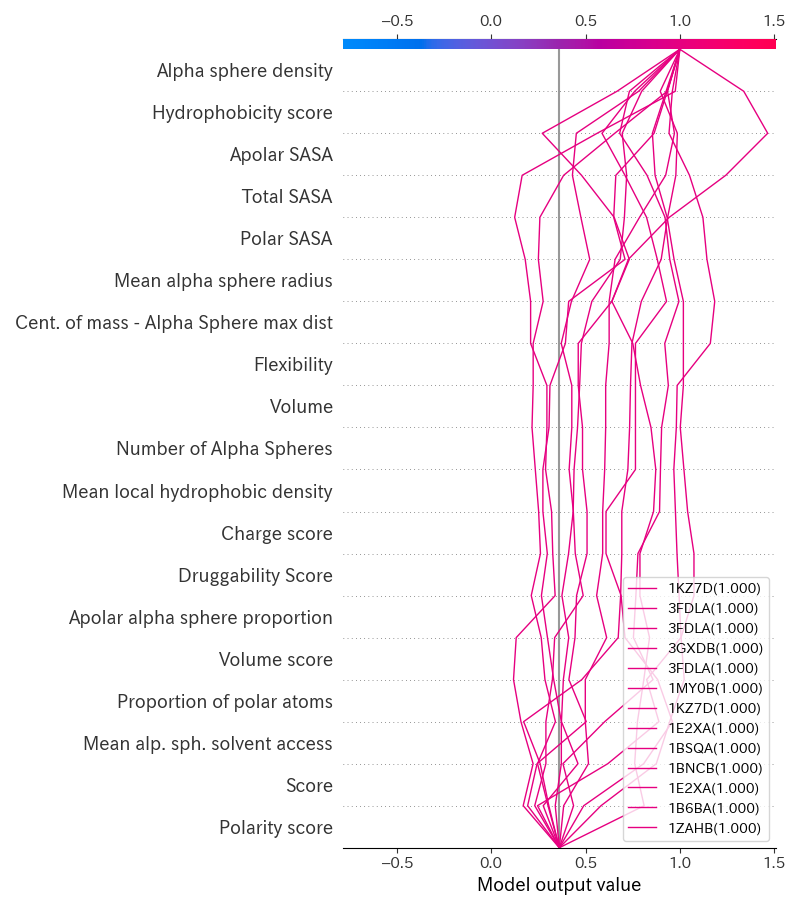 −0.5 0.0 0.5 1.0 1.5
Alpha sphere density
Hydrophobicity score
Apolar SASA
Total SASA
Polar SASA
Mean alpha sphere radius
Cent. of mass - Alpha Sphere max dist
Flexibility
Volume
Number of Alpha Spheres
Mean local hydrophobic density
Charge score
Druggability Score
Apolar alpha sphere proportion
Volume score
Proportion of polar atoms
Mean alp. sph. solvent access
Score
Polarity score
1KZ7D(1.000)
3FDLA(1.000)
3FDLA(1.000)
3GXDB(1.000)
3FDLA(1.000)
1MY0B(1.000)
1KZ7D(1.000)
1E2XA(1.000)
1BSQA(1.000)
1BNCB(1.000)
1E2XA(1.000)
1B6BA(1.000)
1ZAHB(1.000)
−0.5 0.0 0.5 1.0 1.5
Model output value